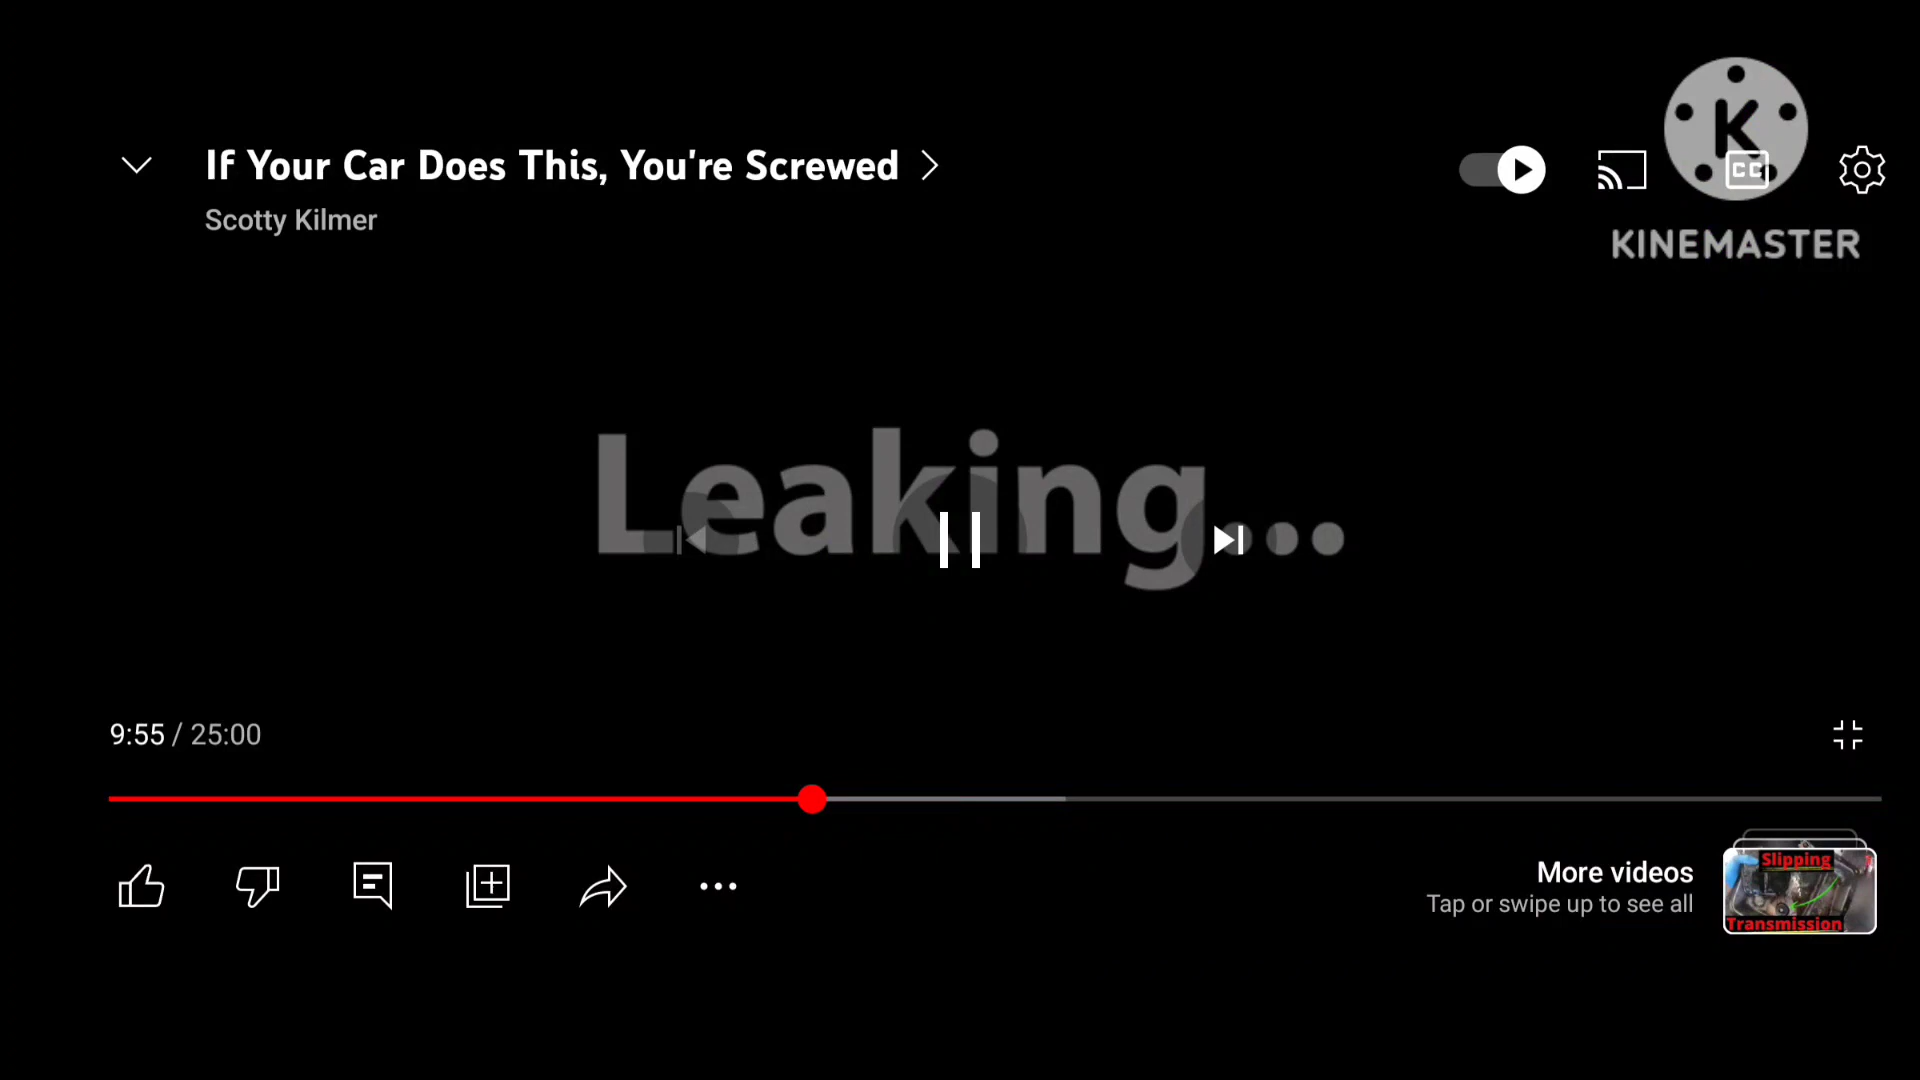 If Your Car Does This, You're Screwed
Scotty Kilmer
K
CC
KINEMASTER
Leaking...
9:55 / 25:00
More videos
Tap or swipe up to see all
Slipping
Transmission